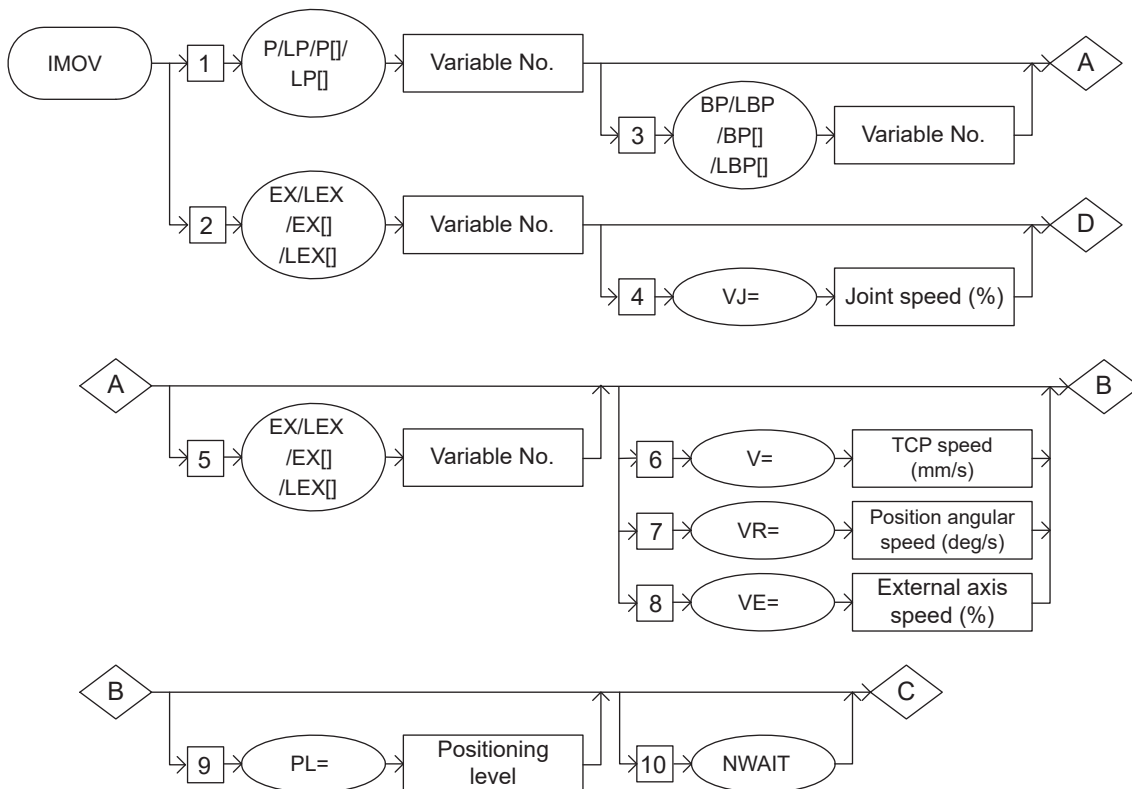 IMOV
1
P/LP/P[]/
LP[]
Variable No.
A
3
BP/LBP
/BP[]
/LBP[]
Variable No.
2
EX/LEX
/EX[]
/LEX[]
Variable No.
D
4
VJ=
Joint speed (%)
A
B
5
EX/LEX
/EX[]
/LEX[]
Variable No.
6
V=
TCP speed
(mm/s)
7
VR=
Position angular
speed (deg/s)
8
VE=
External axis
speed (%)
B
C
9
PL=
Positioning
level
10
NWAIT